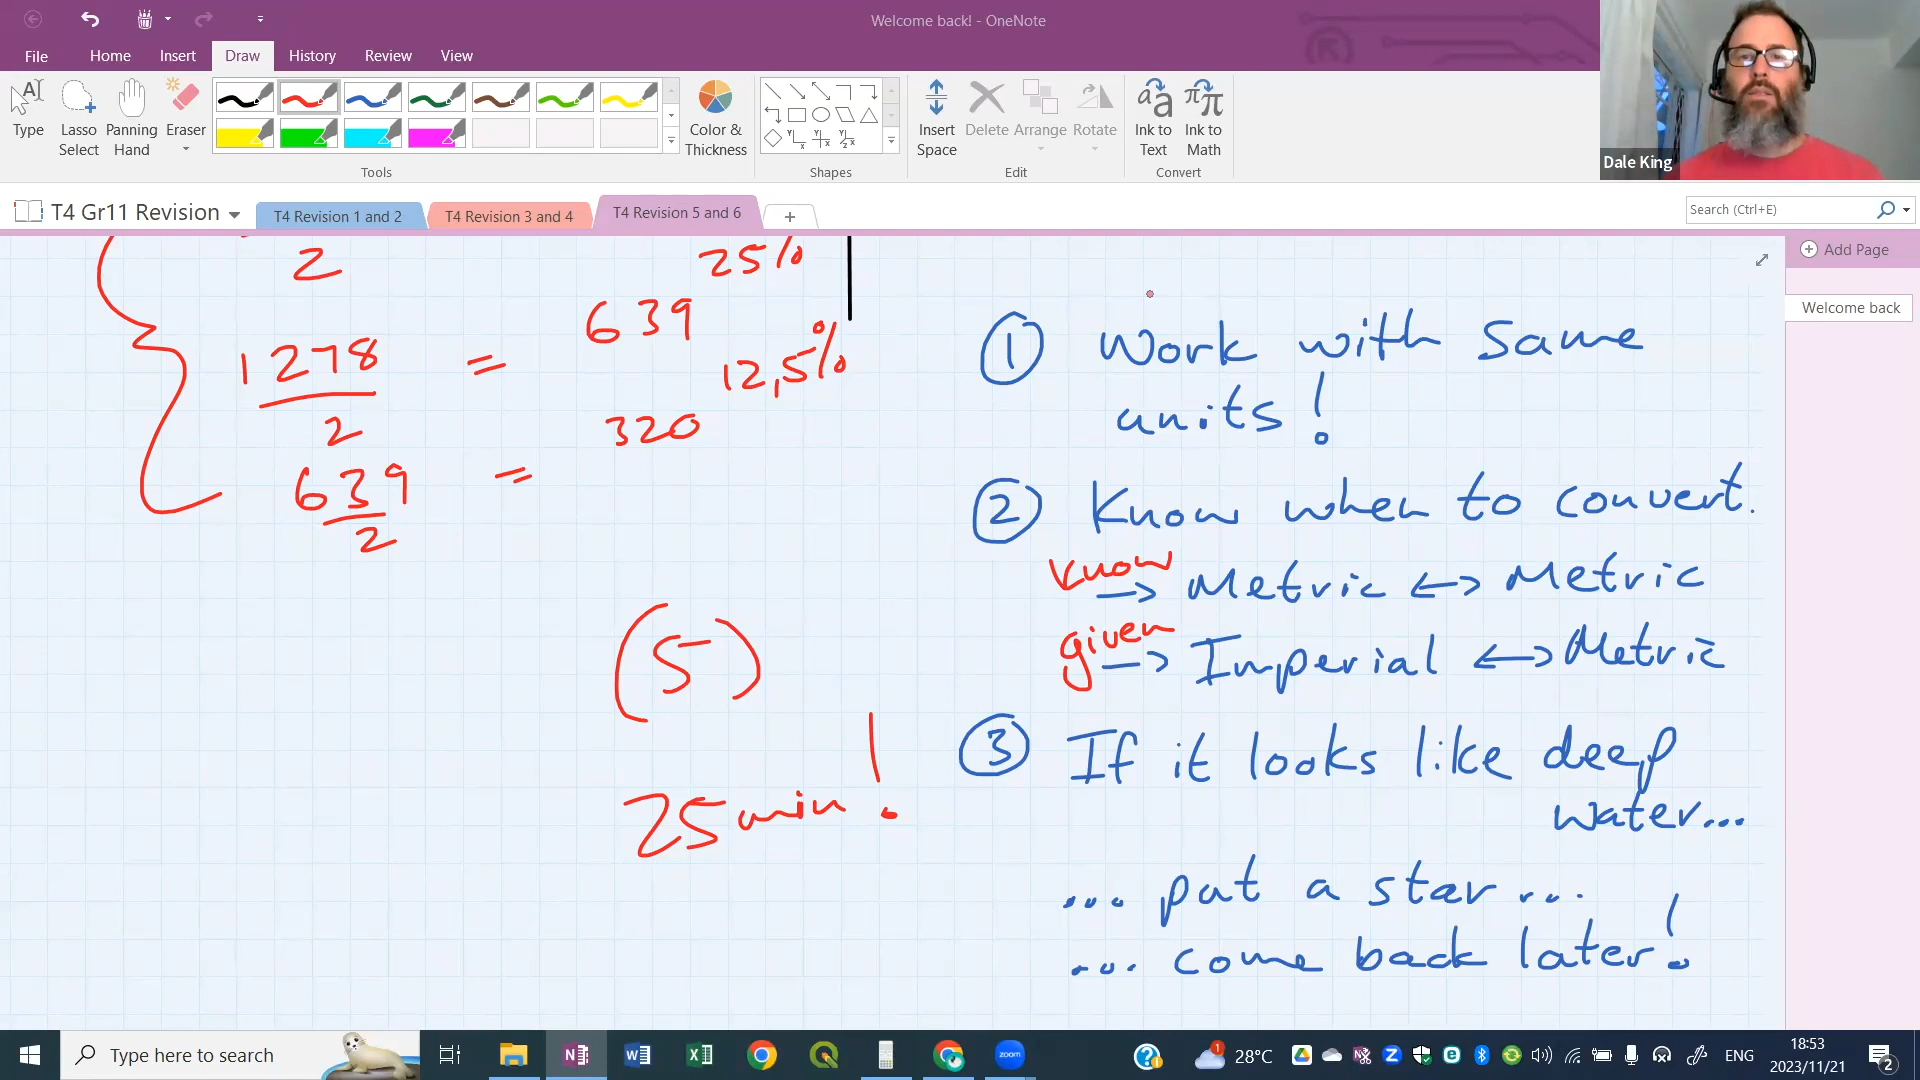 Welcome back! - OneNote
File Home Insert Draw History Review View
Type
Lasso Select
Panning Hand
Eraser
Color & Thickness
Insert Space
Delete
Arrange
Rotate
Ink to Text
Ink to Math
Tools
Shapes
Edit
Convert
Dale King
T4 Gr11 Revision
T4 Revision 1 and 2
T4 Revision 3 and 4
T4 Revision 5 and 6
Search (Ctrl+E)
Add Page
Welcome back
2
25%
1278 = 639
2
12,5%
639 = 320
2
(5)
25 min!
1 Work with same
units!
2 Know when to convert.
know → Metric ↔ Metric
given → Imperial ↔ Metric
3 If it looks like deep
water...
... put a star...
... come back later!
Type here to search
zoom
28°C
ENG
18:53
2023/11/21
2